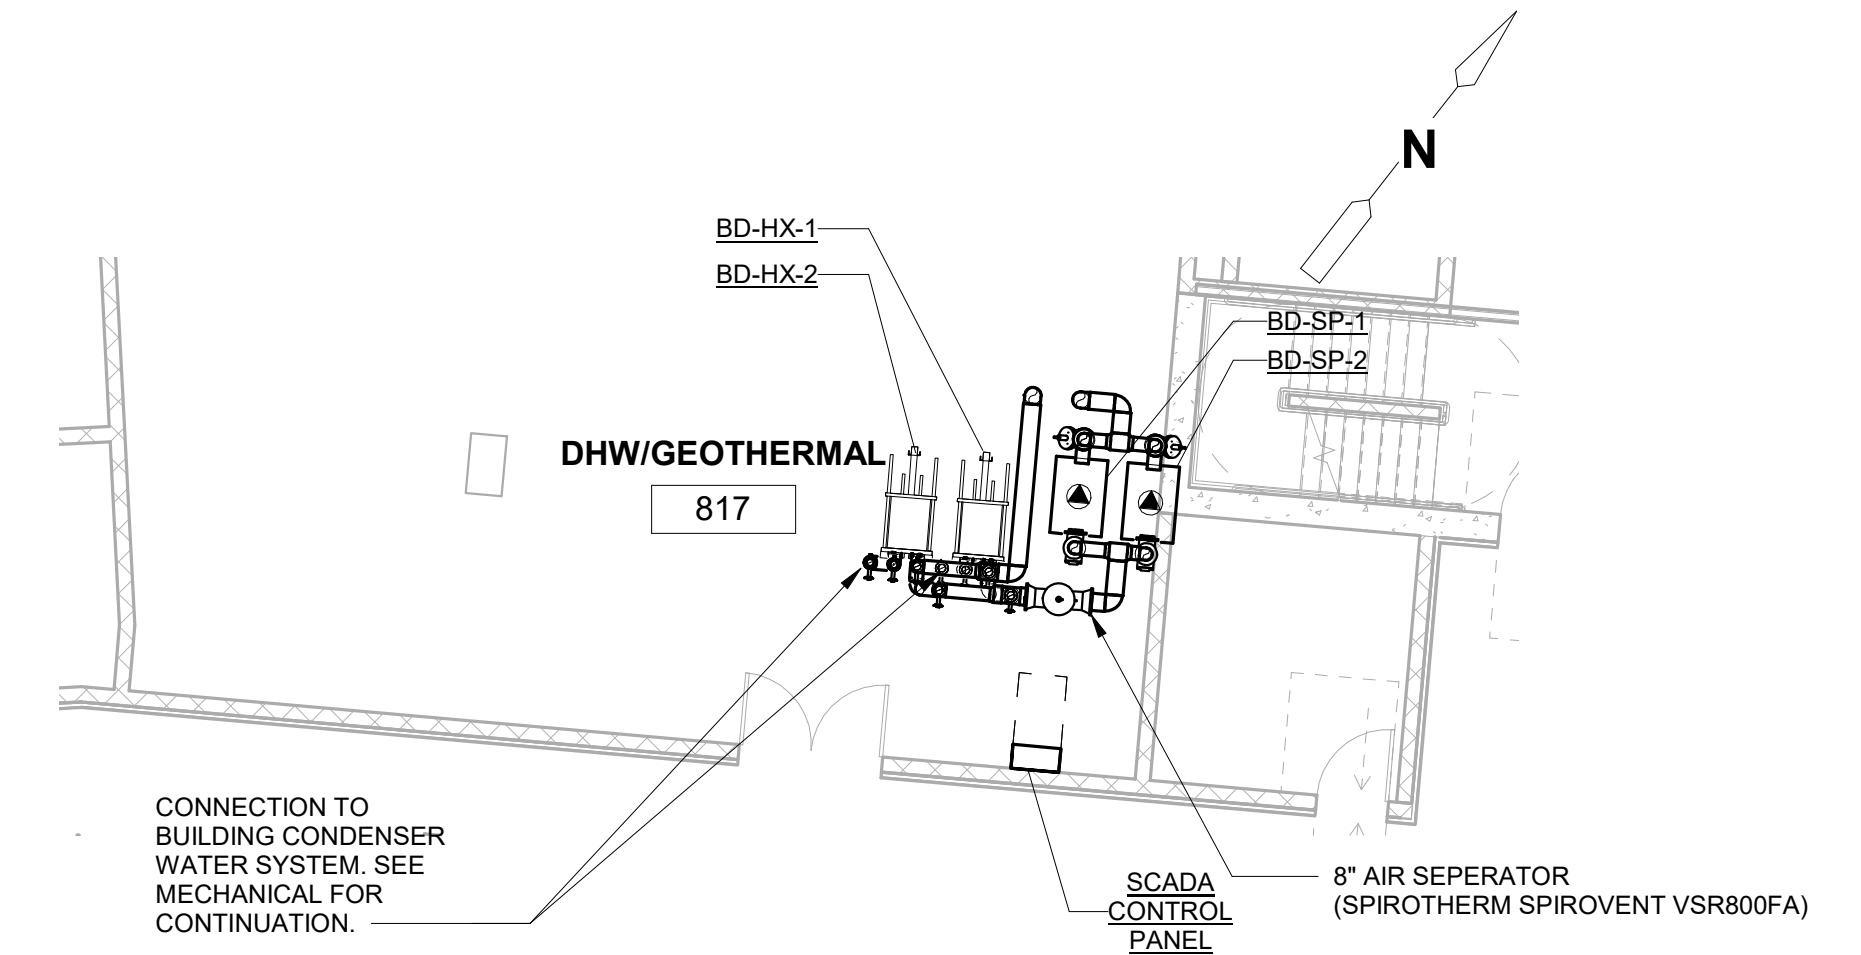 N
BD-HX-1
BD-HX-2
BD-SP-1
BD-SP-2
DHW/GEOTHERMAL
817
CONNECTION TO
BUILDING CONDENSER
WATER SYSTEM. SEE
MECHANICAL FOR
CONTINUATION.
SCADA
CONTROL
PANEL
8" AIR SEPERATOR
(SPIROTHERM SPIROVENT VSR800FA)